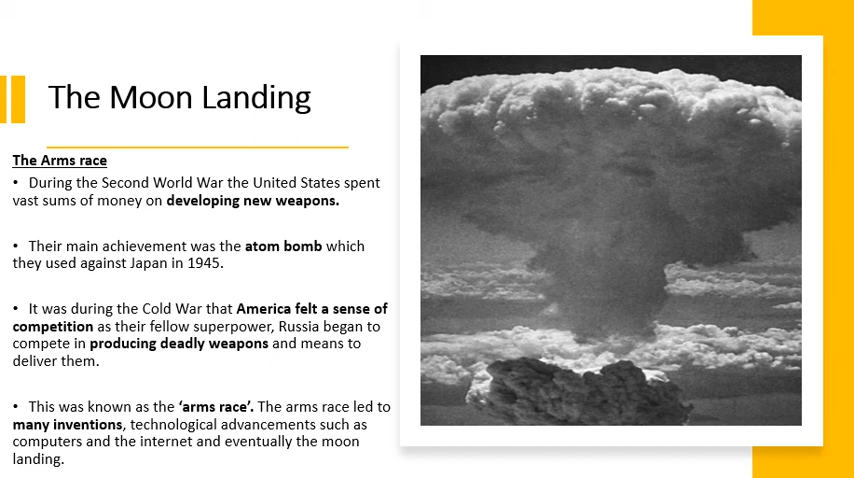 The Moon Landing
The Arms race
• During the Second World War the United States spent
vast sums of money on developing new weapons.
• Their main achievement was the atom bomb which
they used against Japan in 1945.
• It was during the Cold War that America felt a sense of
competition as their fellow superpower, Russia began to
compete in producing deadly weapons and means to
deliver them.
• This was known as the ‘arms race’. The arms race led to
many inventions, technological advancements such as
computers and the internet and eventually the moon
landing.